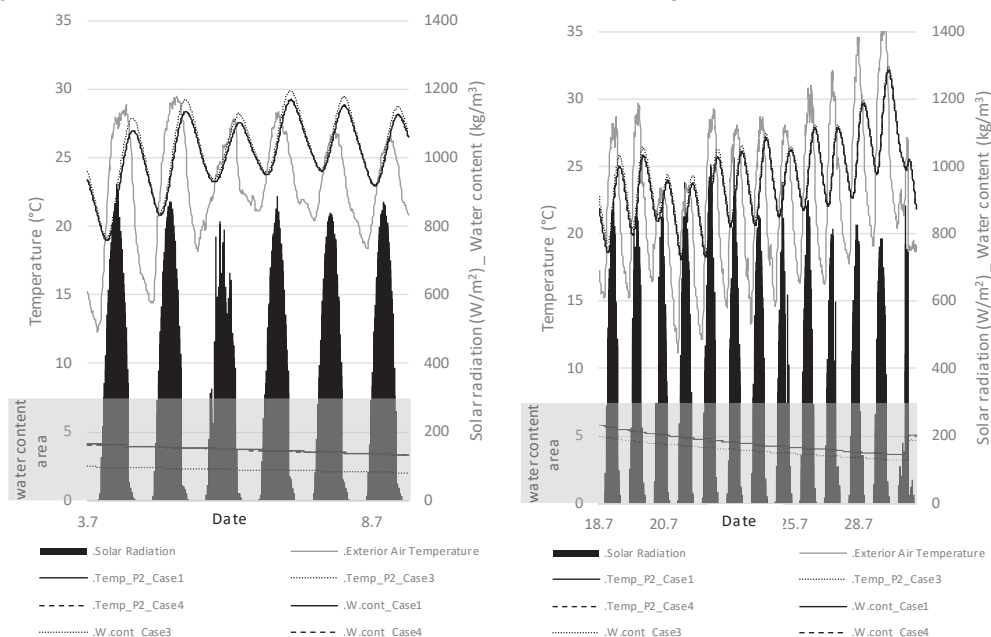 35
30
25
20
15
10
5
0
Temperature (°C)
water content
area
1400
1200
1000
800
600
400
200
0
Solar radiation (W/m²)_ Water content (kg/m³)
3.7
Date
8.7
.Solar Radiation
.Exterior Air Temperature
.Temp_P2_Case1
.Temp_P2_Case3
.Temp_P2_Case4
.W.cont_Case1
.W.cont_Case3
.W.cont_Case4
35
30
25
20
15
10
5
0
Temperature (°C)
water content
area
1400
1200
1000
800
600
400
200
0
Solar radiation (W/m²)_ Water content (kg/m³)
18.7
20.7
Date
25.7
28.7
.Solar Radiation
.Exterior Air Temperature
.Temp_P2_Case1
.Temp_P2_Case3
.Temp_P2_Case4
.W.cont_Case1
.W.cont_Case3
.W.cont_Case4